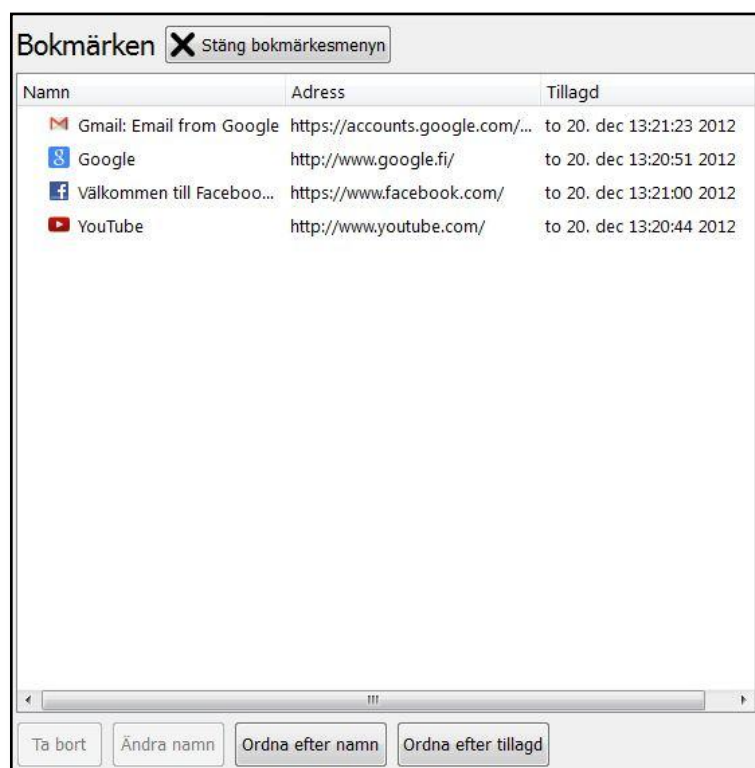 Bokmärken Stäng bokmärkesmenyn
Namn Adress Tillagd
Gmail: Email from Google https://accounts.google.com/... to 20. dec 13:21:23 2012
Google http://www.google.fi/ to 20. dec 13:20:51 2012
Välkommen till Faceboo... https://www.facebook.com/ to 20. dec 13:21:00 2012
YouTube http://www.youtube.com/ to 20. dec 13:20:44 2012
Ta bort Ändra namn Ordna efter namn Ordna efter tillagd